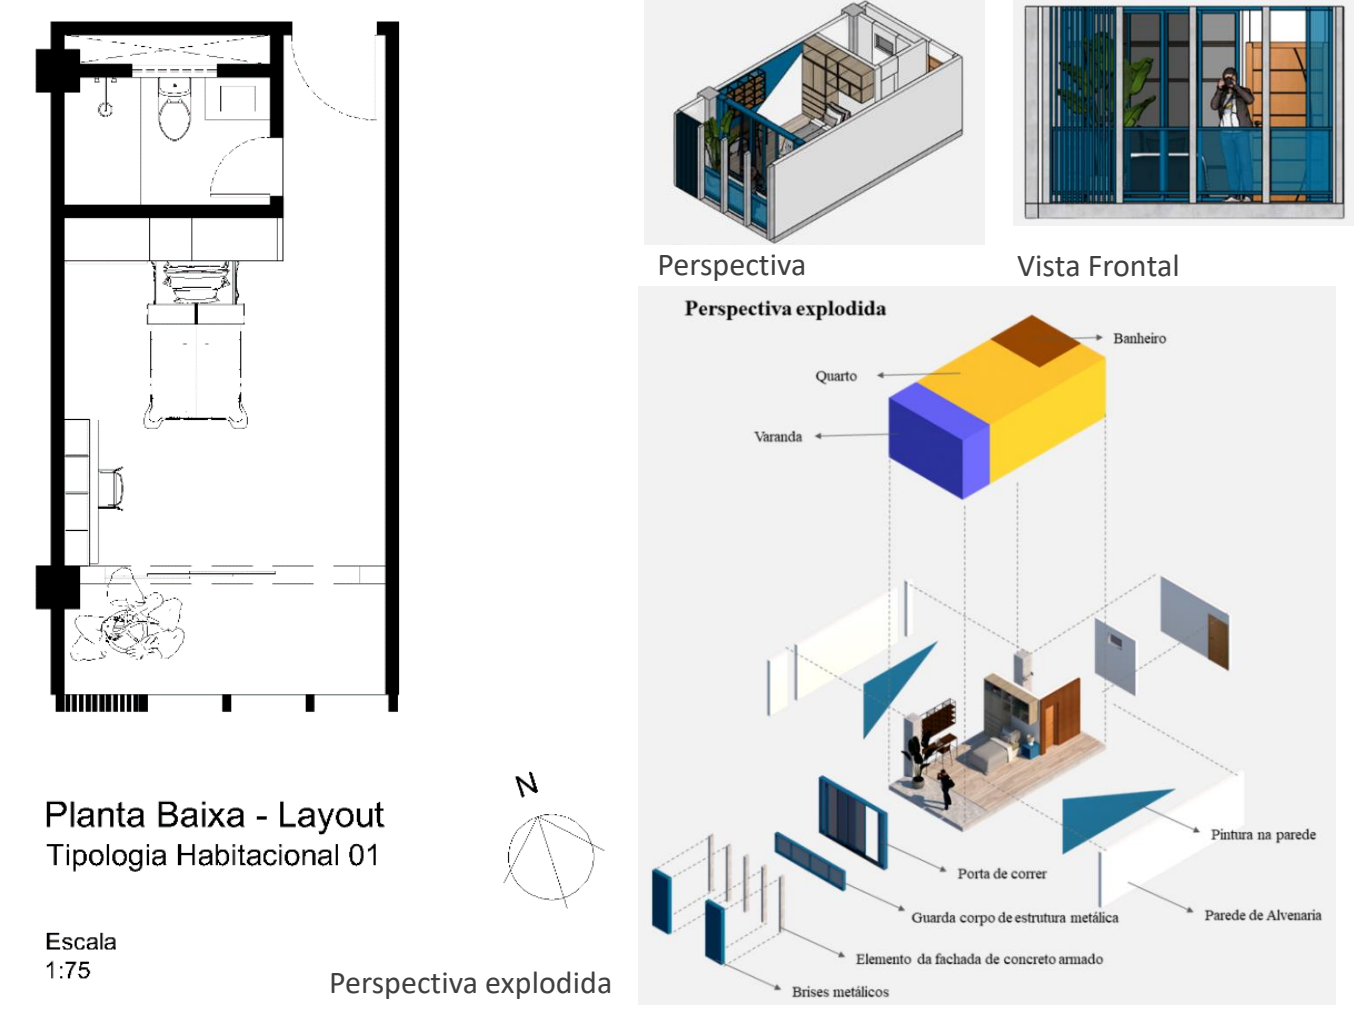 Perspectiva
Vista Frontal
Perspectiva explodida
Banheiro
Quarto
Varanda
Pintura na parede
Porta de correr
Parede de Alvenaria
Guarda corpo de estrutura metálica
Elemento da fachada de concreto armado
Brises metálicos
N
Planta Baixa - Layout
Tipologia Habitacional 01
Escala
1:75
Perspectiva explodida